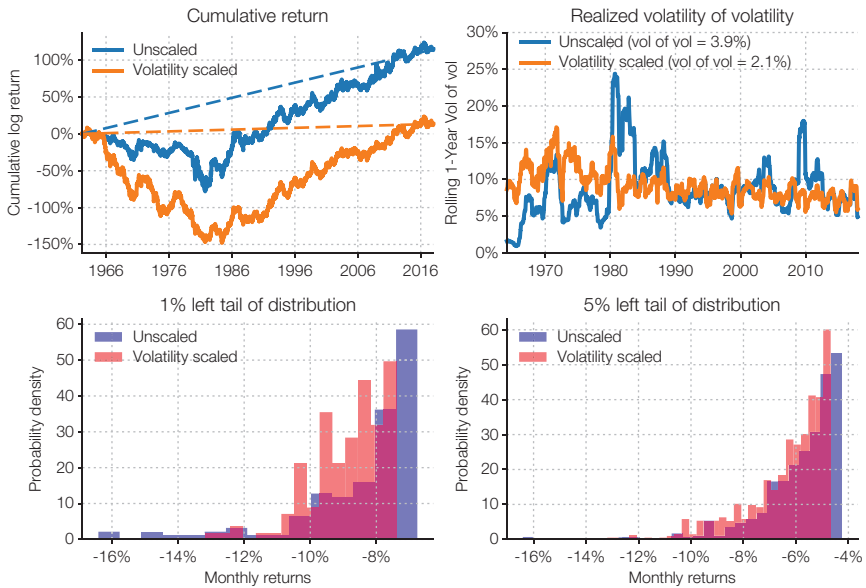 Cumulative return
Cumulative log return
100%
50%
0%
-50%
-100%
-150%
Unscaled
Volatility scaled
1966
1976
1986
1996
2006
2016
Realized volatility of volatility
Rolling 1-Year Vol of vol
30%
25%
20%
15%
10%
5%
0%
Unscaled (vol of vol = 3.9%)
Volatility scaled (vol of vol = 2.1%)
1970
1980
1990
2000
2010
1% left tail of distribution
Probability density
60
50
40
30
20
10
0
Unscaled
Volatility scaled
-16%
-14%
-12%
-10%
-8%
Monthly returns
5% left tail of distribution
Probability density
60
50
40
30
20
10
0
Unscaled
Volatility scaled
-16%
-14%
-12%
-10%
-8%
-6%
-4%
Monthly returns